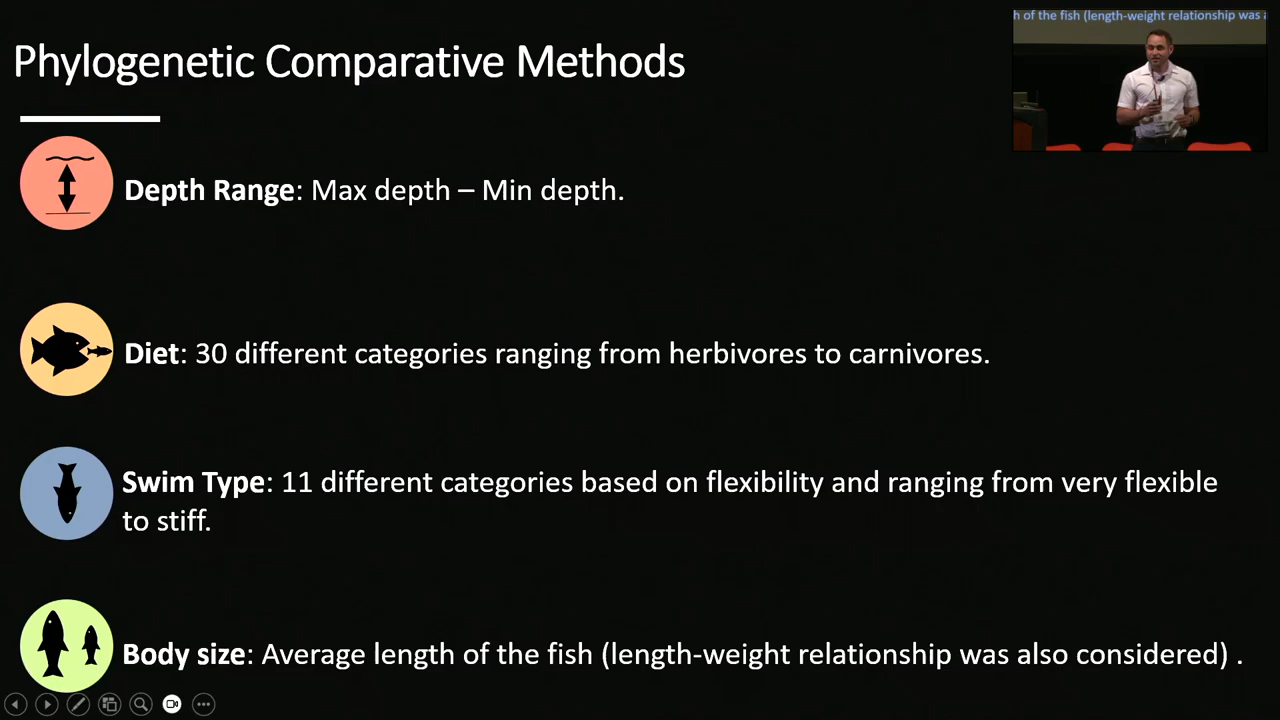 Phylogenetic Comparative Methods
h of the fish (length-weight relationship was a
Depth Range: Max depth – Min depth.
Diet: 30 different categories ranging from herbivores to carnivores.
Swim Type: 11 different categories based on flexibility and ranging from very flexible
to stiff.
Body size: Average length of the fish (length-weight relationship was also considered) .